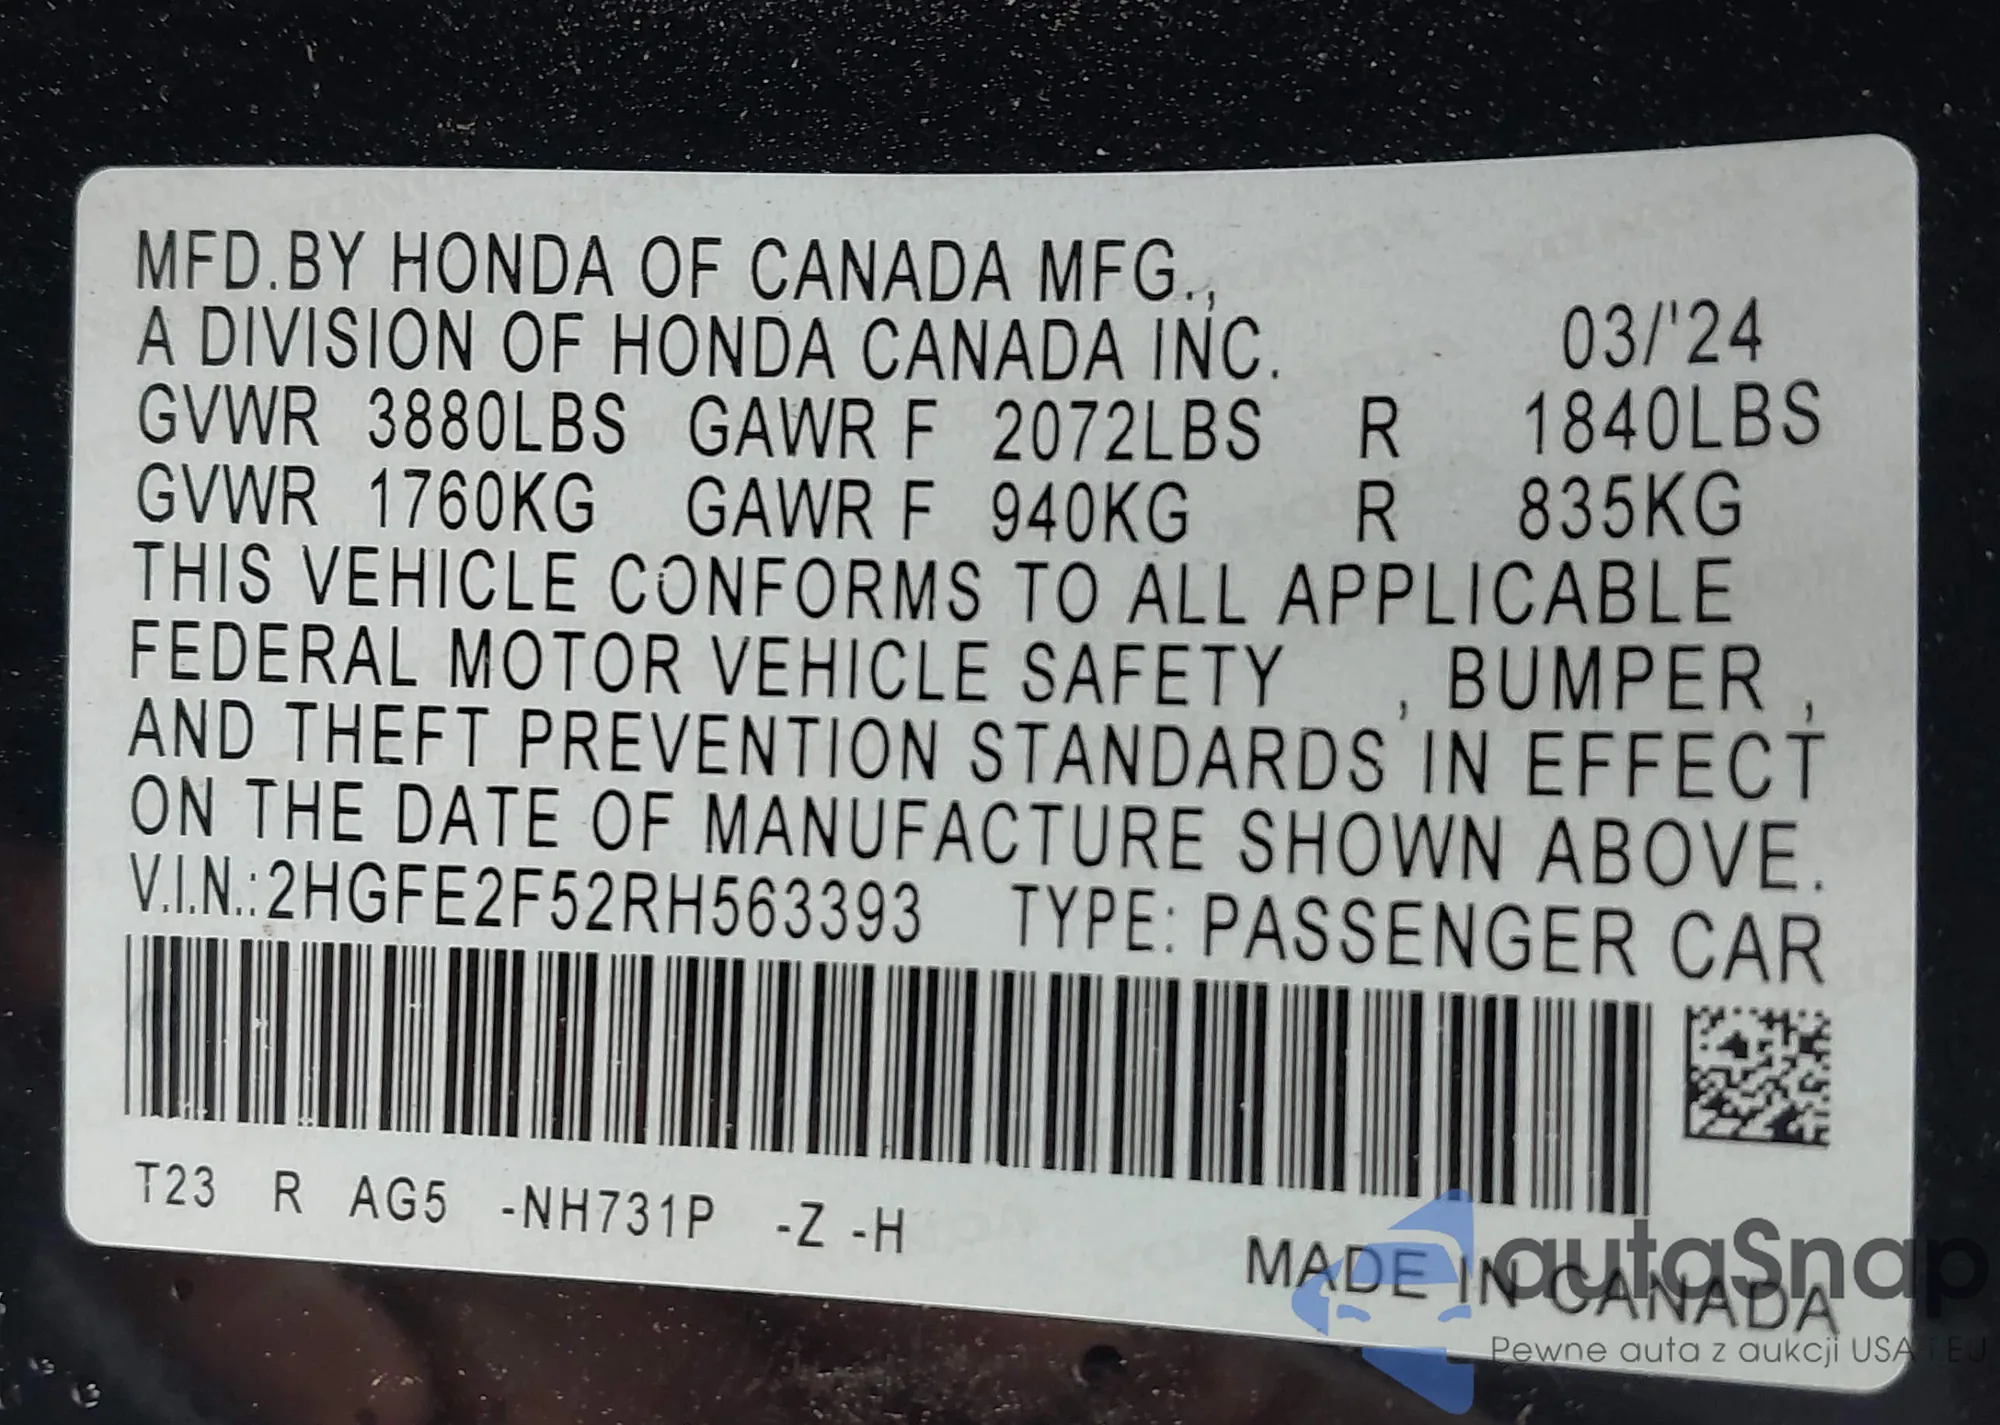 MFD.BY HONDA OF CANADA MFG.,
A DIVISION OF HONDA CANADA INC. 03/'24
GVWR 3880LBS GAWR F 2072LBS R 1840LBS
GVWR 1760KG GAWR F 940KG R 835KG
THIS VEHICLE CONFORMS TO ALL APPLICABLE
FEDERAL MOTOR VEHICLE SAFETY , BUMPER ,
AND THEFT PREVENTION STANDARDS IN EFFECT
ON THE DATE OF MANUFACTURE SHOWN ABOVE.
V.I.N.:2HGFE2F52RH563393 TYPE: PASSENGER CAR
T23 R AG5 -NH731P -Z -H
MADE IN CANADA
autaSnap
Pewne auta z aukcji USA i EU